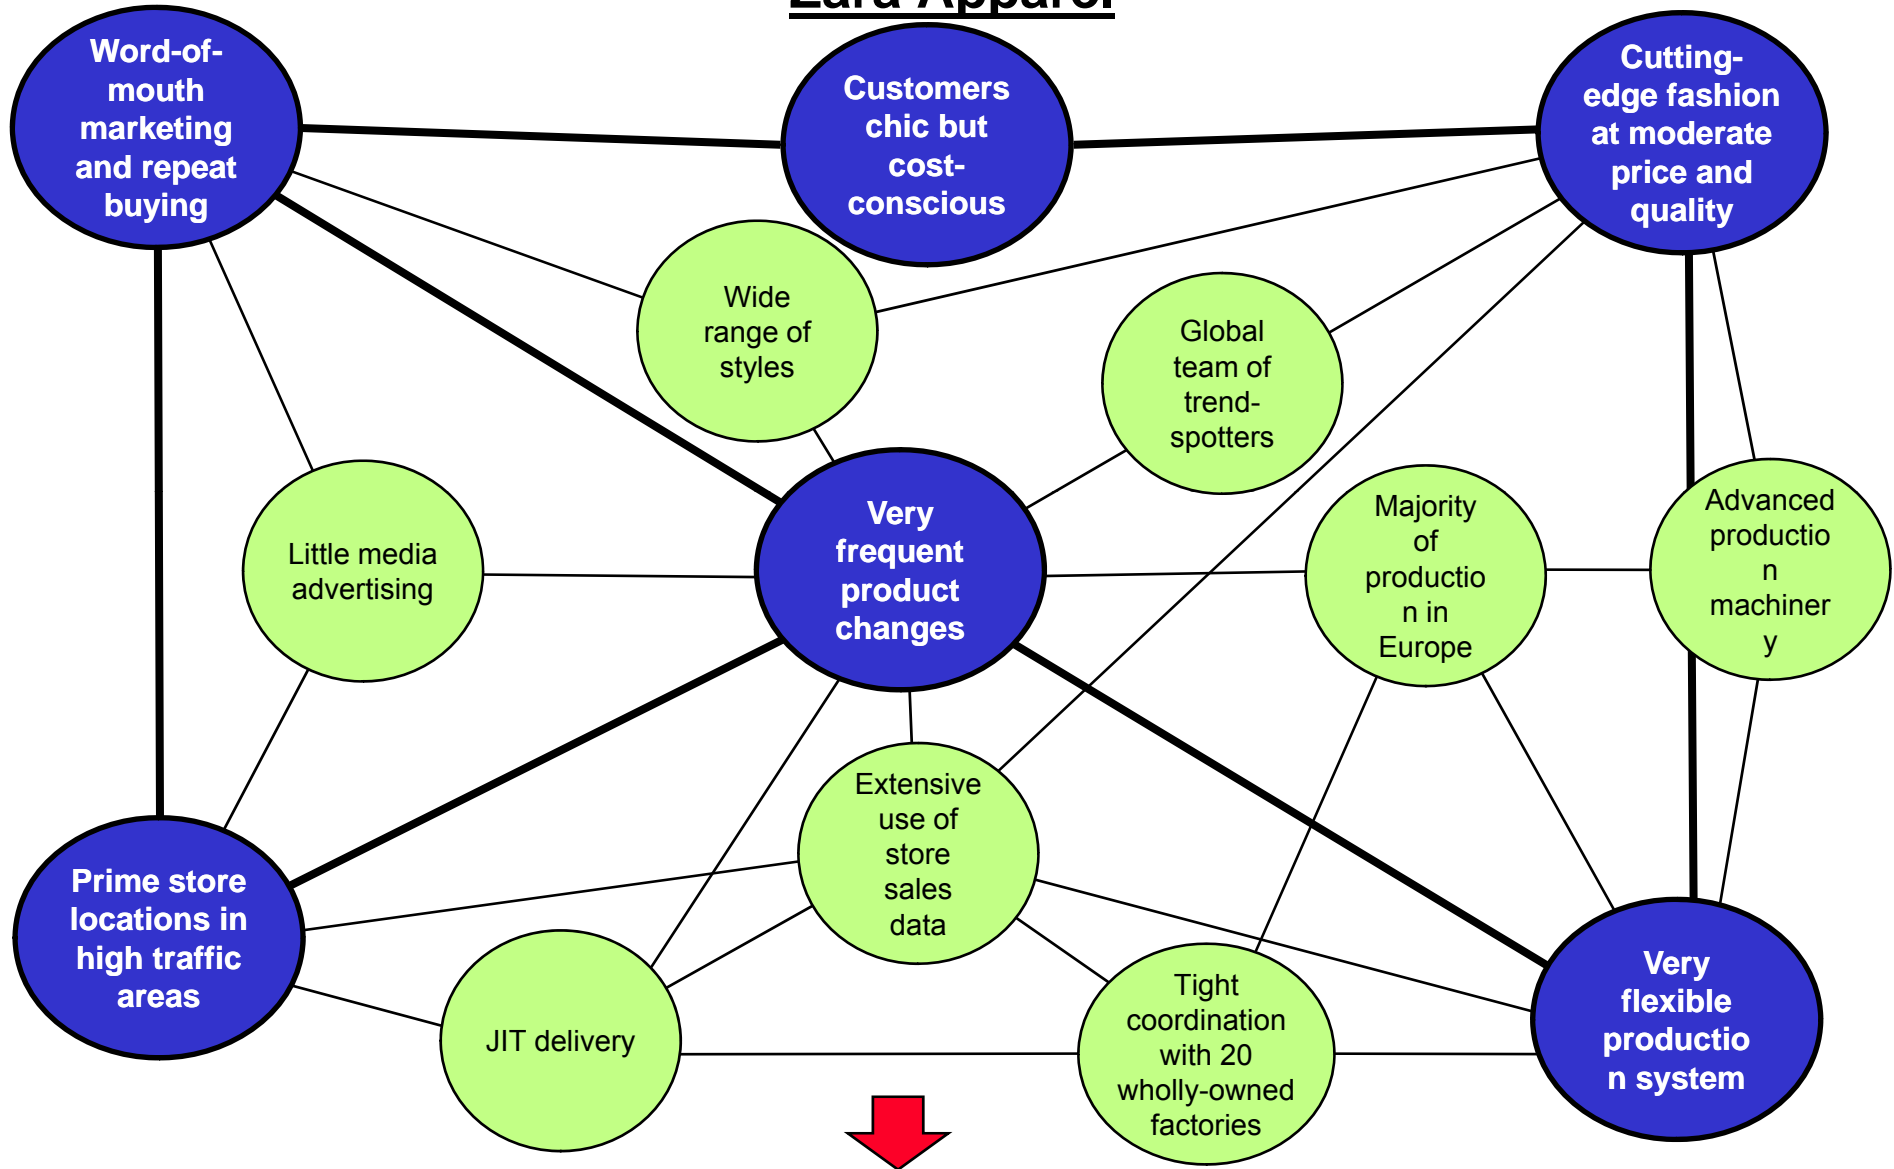 Zara Apparel
Word-of-
mouth
marketing
and repeat
buying
Customers
chic but
cost-
conscious
Cutting-
edge fashion
at moderate
price and
quality
Wide
range of
styles
Global
team of
trend-
spotters
Little media
advertising
Very
frequent
product
changes
Majority
of
productio
n in
Europe
Advanced
productio
n
machiner
y
Extensive
use of
store
sales
data
Prime store
locations in
high traffic
areas
JIT delivery
Tight
coordination
with 20
wholly-owned
factories
Very
flexible
productio
n system